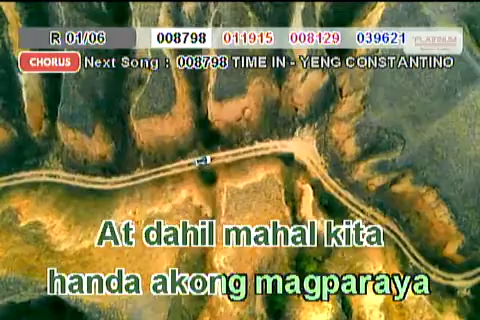 R 01/06 008798 011915 008129 039621 PLATINUM
CHORUS Next Song : 008798 TIME IN - YENG CONSTANTINO
At dahil mahal kita
handa akong magparaya